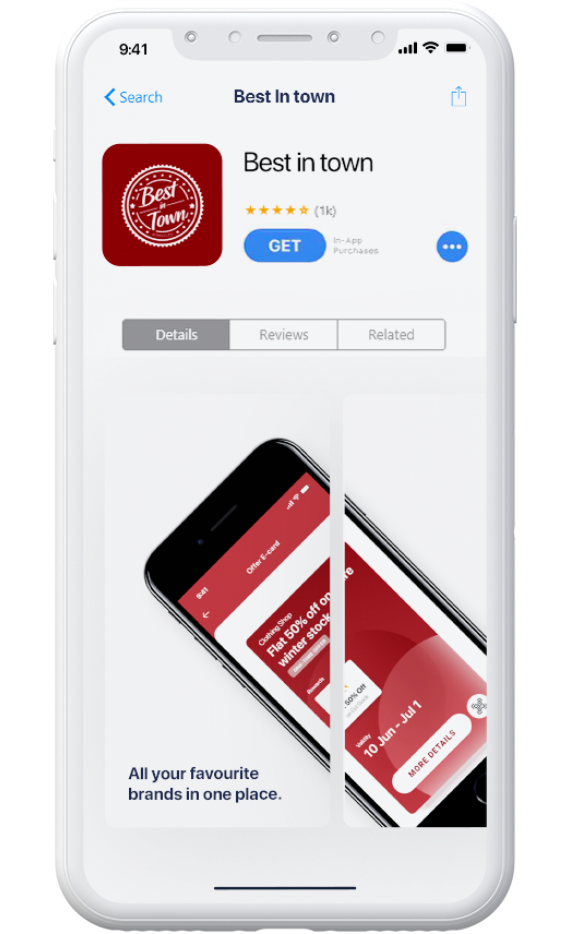 9:41
Search
Best In town
Best
in
Town
Best in town
(1k)
GET
In-App
Purchases
Details
Reviews
Related
9:41
Offer E-card
Clothing Shop
Flat 50% off on
winter stock
Rewards
50% Off
Validity
10 Jun - Jul 1
MORE DETAILS
All your favourite
brands in one place.